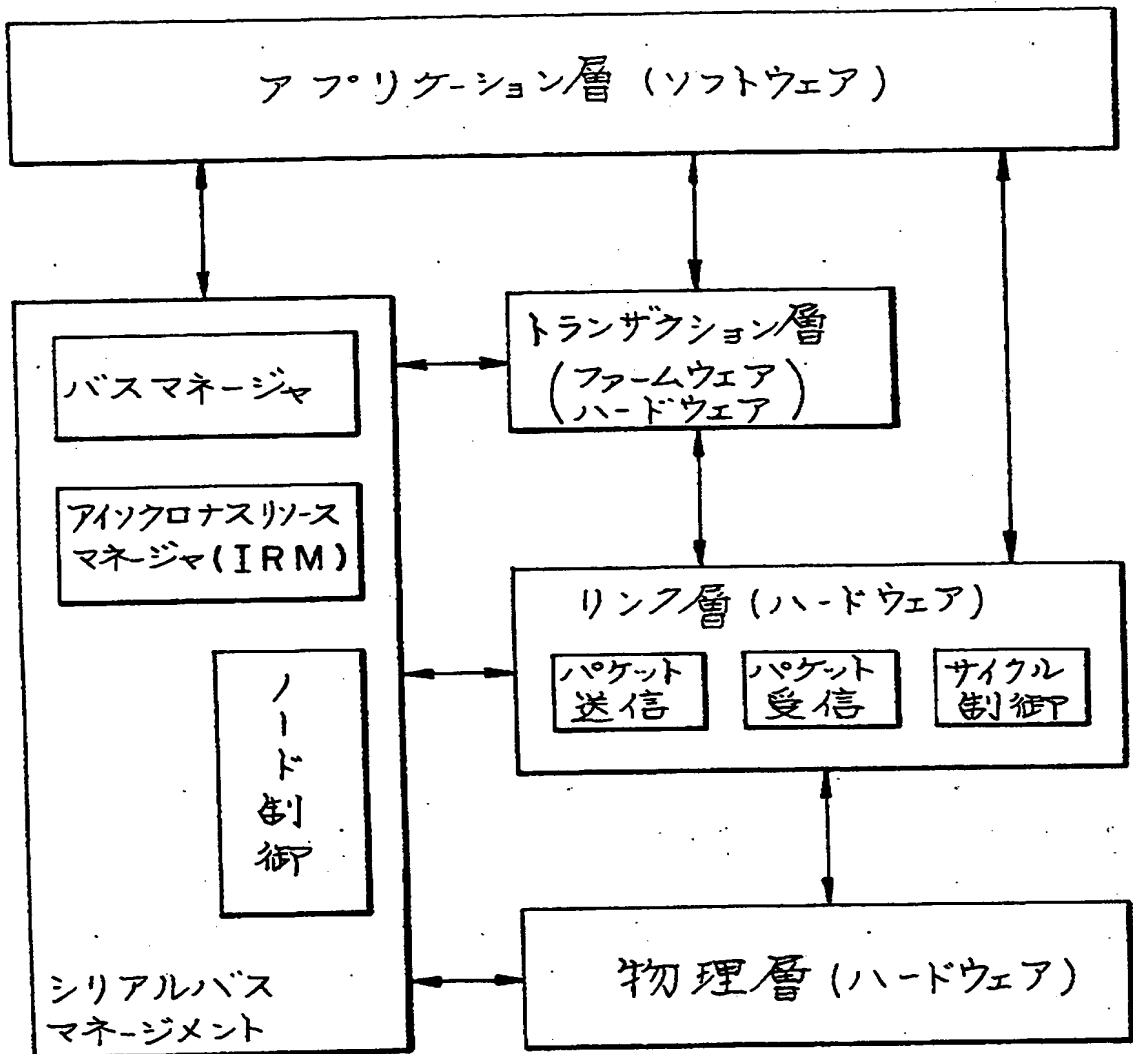 アプリケーション層(ソフトウェア)
トランザクション層
(ファームウェア
ハードウェア)
バスマネージャ
アイソクロナスリソース
マネージャ(IRM)
リンク層(ハードウェア)
パケット
送信
パケット
受信
サイクル
制御
ノード制御
物理層(ハードウェア)
シリアルバス
マネージメント